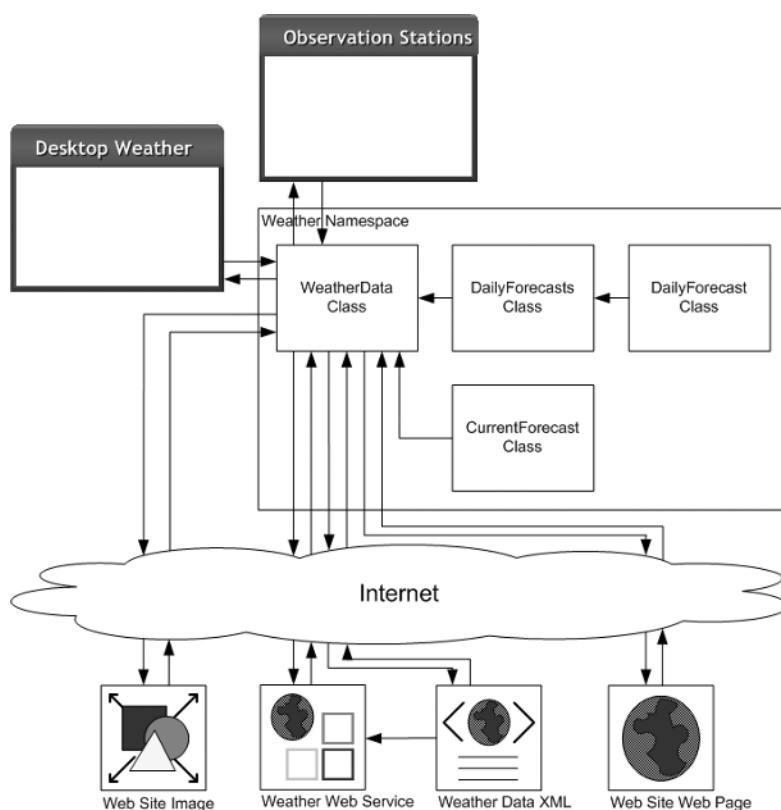 Observation Stations
Desktop Weather
Weather Namespace
WeatherData
Class
DailyForecasts
Class
DailyForecast
Class
CurrentForecast
Class
Internet
Web Site Image
Weather Web Service
Weather Data XML
Web Site Web Page